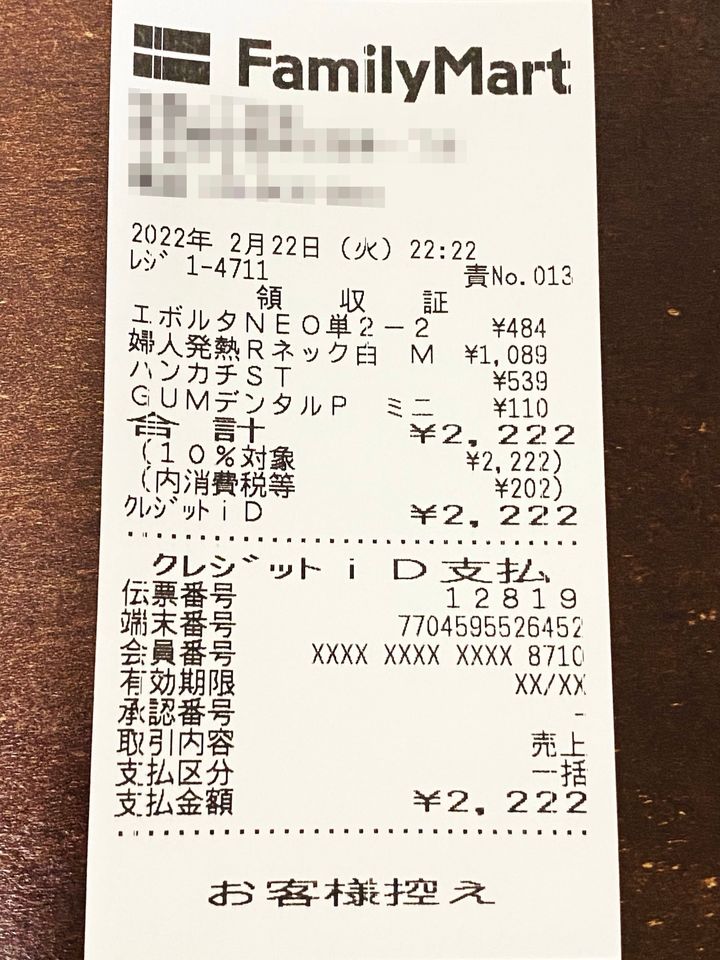 FamilyMart
2022年 2月22日（火）22:22
ﾚｼﾞ 1-4711 責No.013
領 収 証
エボルタＮＥＯ単２－２ ¥484
婦人発熱Ｒネック白 Ｍ ¥1,089
ハンカチＳＴ ¥539
ＧＵＭデンタルＰ ミニ ¥110
合 計 ¥2,222
（１０％対象 ¥2,222）
（内消費税等 ¥202）
ｸﾚｼﾞｯﾄｉＤ ¥2,222
ｸﾚｼﾞｯﾄｉＤ支払
伝票番号 １２８１９
端末番号 7704595526452
会員番号 XXXX XXXX XXXX 8710
有効期限 XX/XX
承認番号 -
取引内容 売上
支払区分 一括
支払金額 ¥2,222
お客様控え